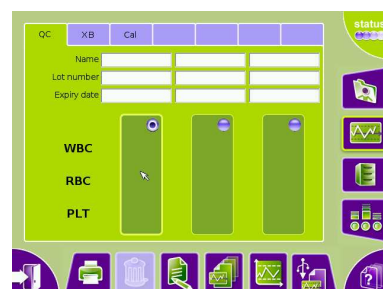 status
QC XB Cal
Name
Lot number
Expiry date
WBC
RBC
PLT